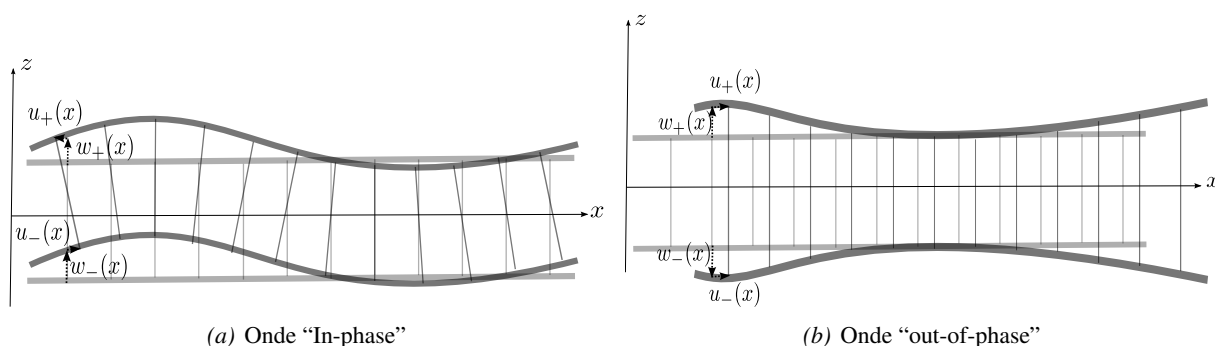 z
u₊(x)
w₊(x)
x
u₋(x)
w₋(x)
(a) Onde “In-phase”
z
u₊(x)
w₊(x)
x
w₋(x)
u₋(x)
(b) Onde “out-of-phase”